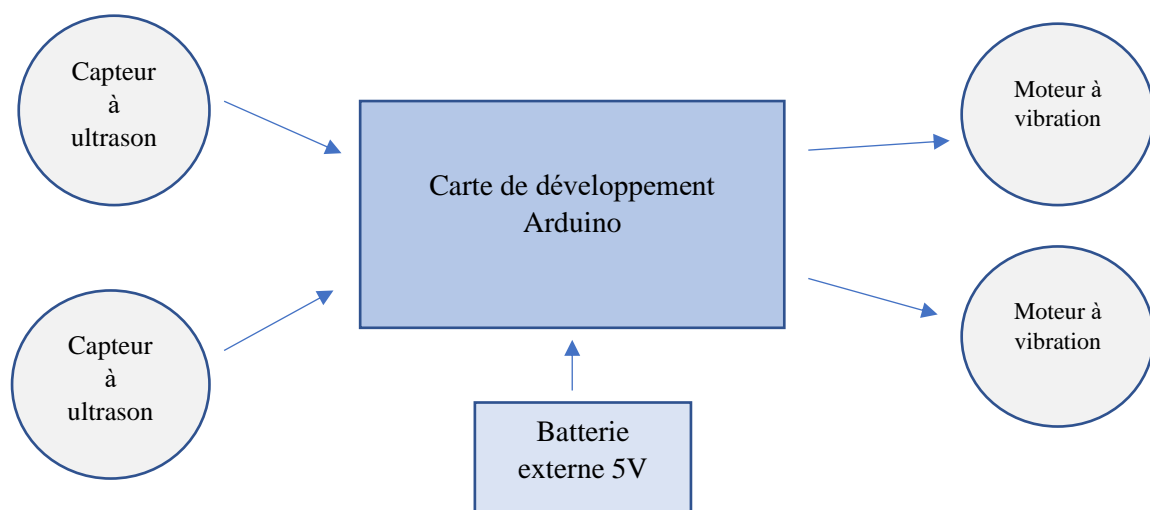 Capteur
à
ultrason
Carte de développement
Arduino
Moteur à
vibration
Capteur
à
ultrason
Moteur à
vibration
Batterie
externe 5V